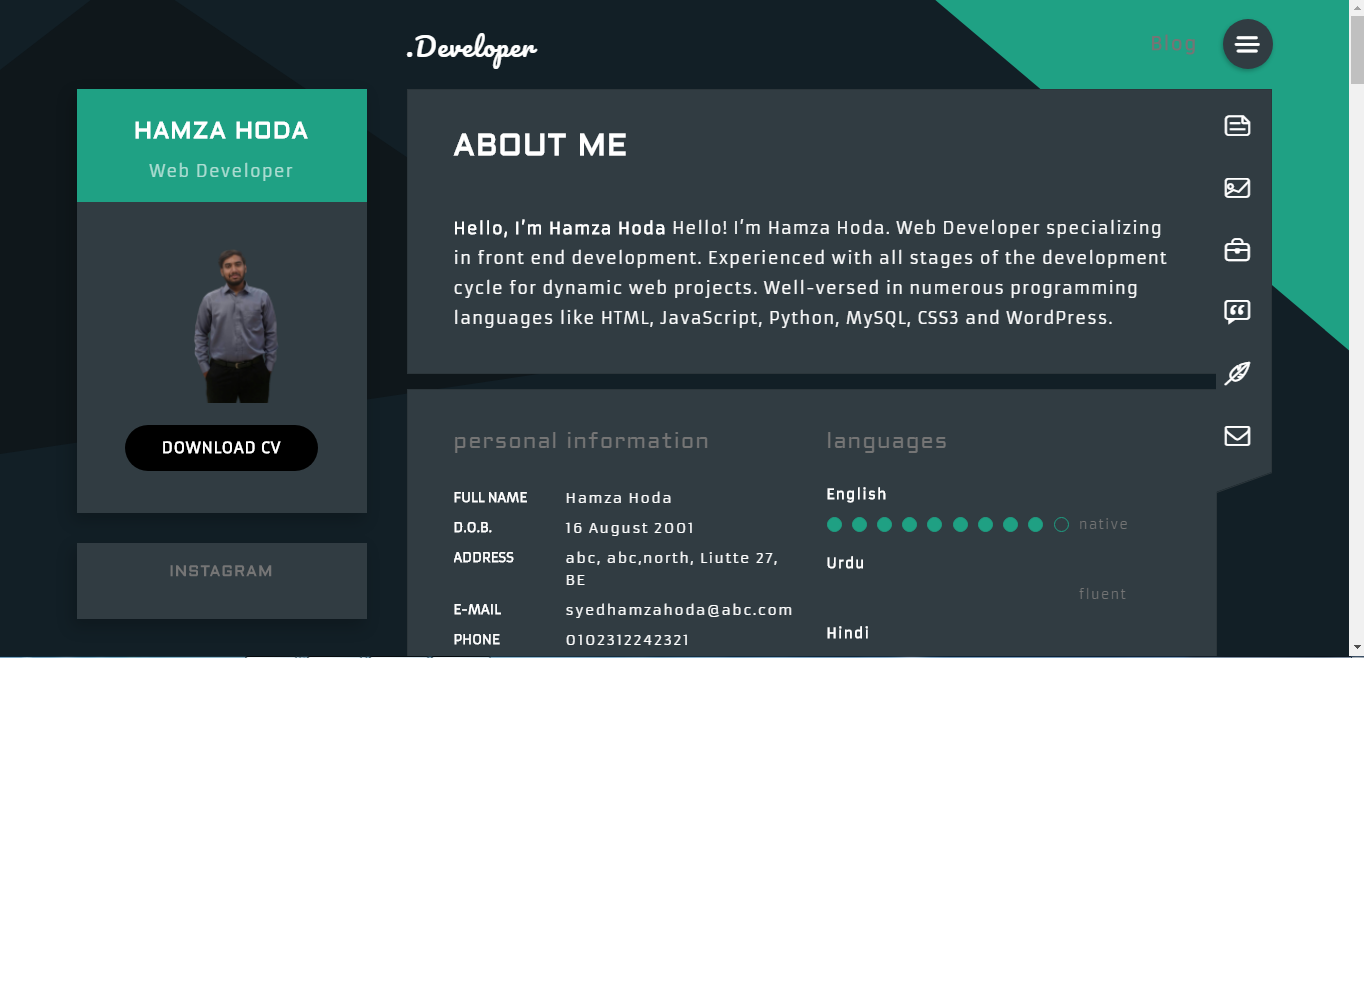 .Developer
Blog
HAMZA HODA
Web Developer
DOWNLOAD CV
INSTAGRAM
ABOUT ME
Hello, I’m Hamza Hoda Hello! I’m Hamza Hoda. Web Developer specializing
in front end development. Experienced with all stages of the development
cycle for dynamic web projects. Well-versed in numerous programming
languages like HTML, JavaScript, Python, MySQL, CSS3 and WordPress.
personal information
FULL NAME Hamza Hoda
D.O.B. 16 August 2001
ADDRESS abc, abc,north, Liutte 27,
BE
E-MAIL syedhamzahoda@abc.com
PHONE 0102312242321
languages
English
native
Urdu
fluent
Hindi